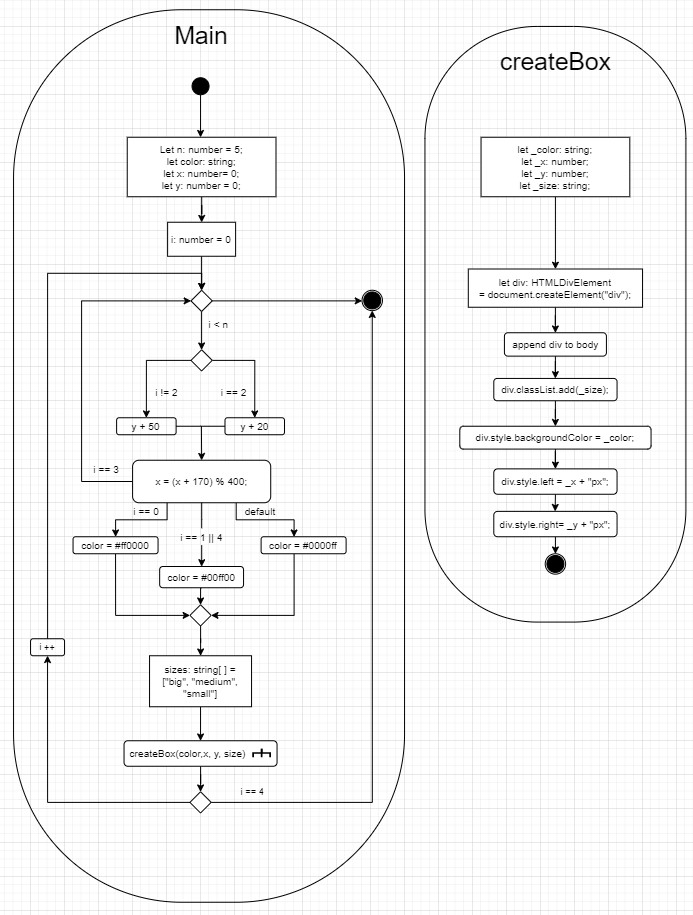 Main
Let n: number = 5;
let color: string;
let x: number= 0;
let y: number = 0;
i: number = 0
i < n
i != 2
i == 2
y + 50
y + 20
i == 3
x = (x + 170) % 400;
i == 0
default
i == 1 || 4
color = #ff0000
color = #0000ff
color = #00ff00
i ++
sizes: string[ ] =
["big", "medium",
"small"]
createBox(color,x, y, size)
i == 4
createBox
let _color: string;
let _x: number;
let _y: number;
let _size: string;
let div: HTMLDivElement
= document.createElement("div");
append div to body
div.classList.add(_size);
div.style.backgroundColor = _color;
div.style.left = _x + "px";
div.style.right= _y + "px";